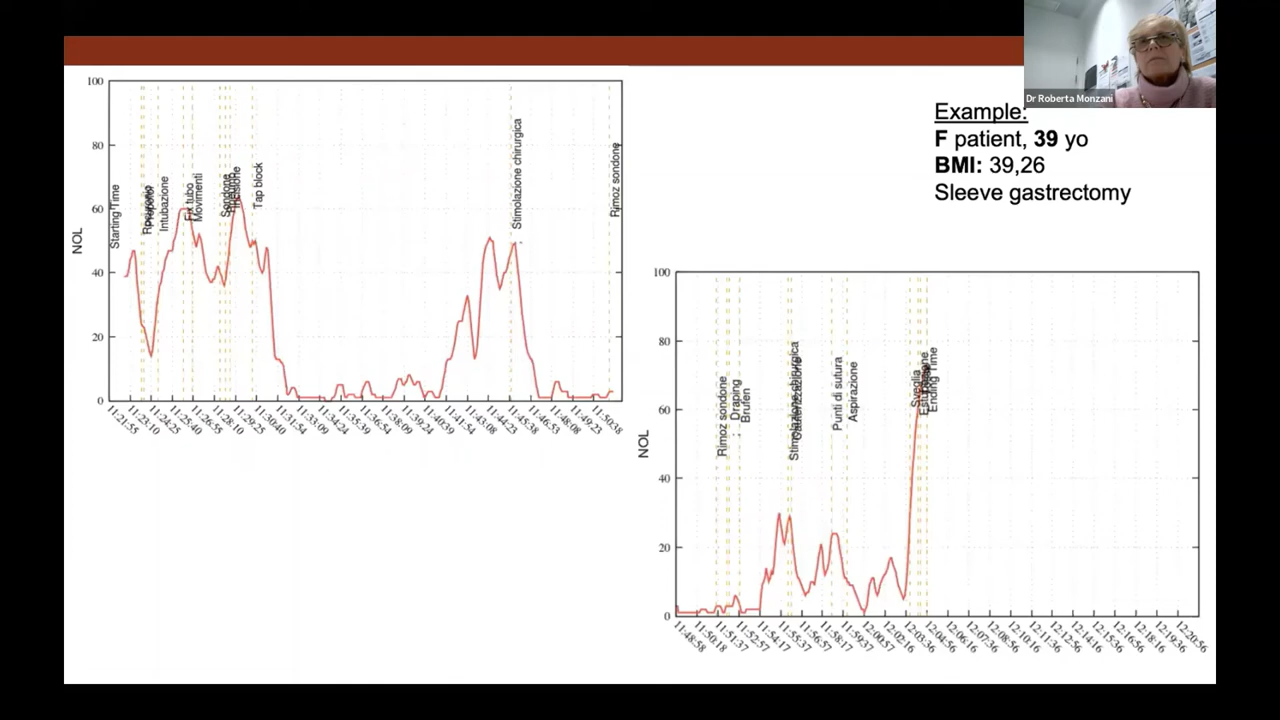 Dr Roberta Monzani
Example:
F patient, 39 yo
BMI: 39,26
Sleeve gastrectomy
100
80
60
40
20
0
NOL
Starting Time
Propofol
Intubazione
Fix tubo
Movimenti
Sondone
Incisione
Tap block
Stimolazione chirurgica
Rimoz sondone
11:21:55
11:23:10
11:24:25
11:25:40
11:26:55
11:28:10
11:29:25
11:30:40
11:31:54
11:33:09
11:34:24
11:35:39
11:36:54
11:38:09
11:39:24
11:40:39
11:41:54
11:43:08
11:44:23
11:45:38
11:46:53
11:48:08
11:49:23
11:50:38
100
80
60
40
20
0
NOL
Rimoz sondone
Draping
Brufen
Stimolazione chirurgica
Cauterizzazione
Punti di sutura
Aspirazione
Sveglia
Ending Time
11:48:58
11:50:18
11:51:37
11:52:57
11:54:17
11:55:37
11:56:57
11:58:17
11:59:37
12:00:57
12:02:16
12:03:36
12:04:56
12:06:16
12:07:36
12:08:56
12:10:16
12:11:36
12:12:56
12:14:16
12:15:36
12:16:56
12:18:16
12:19:36
12:20:56